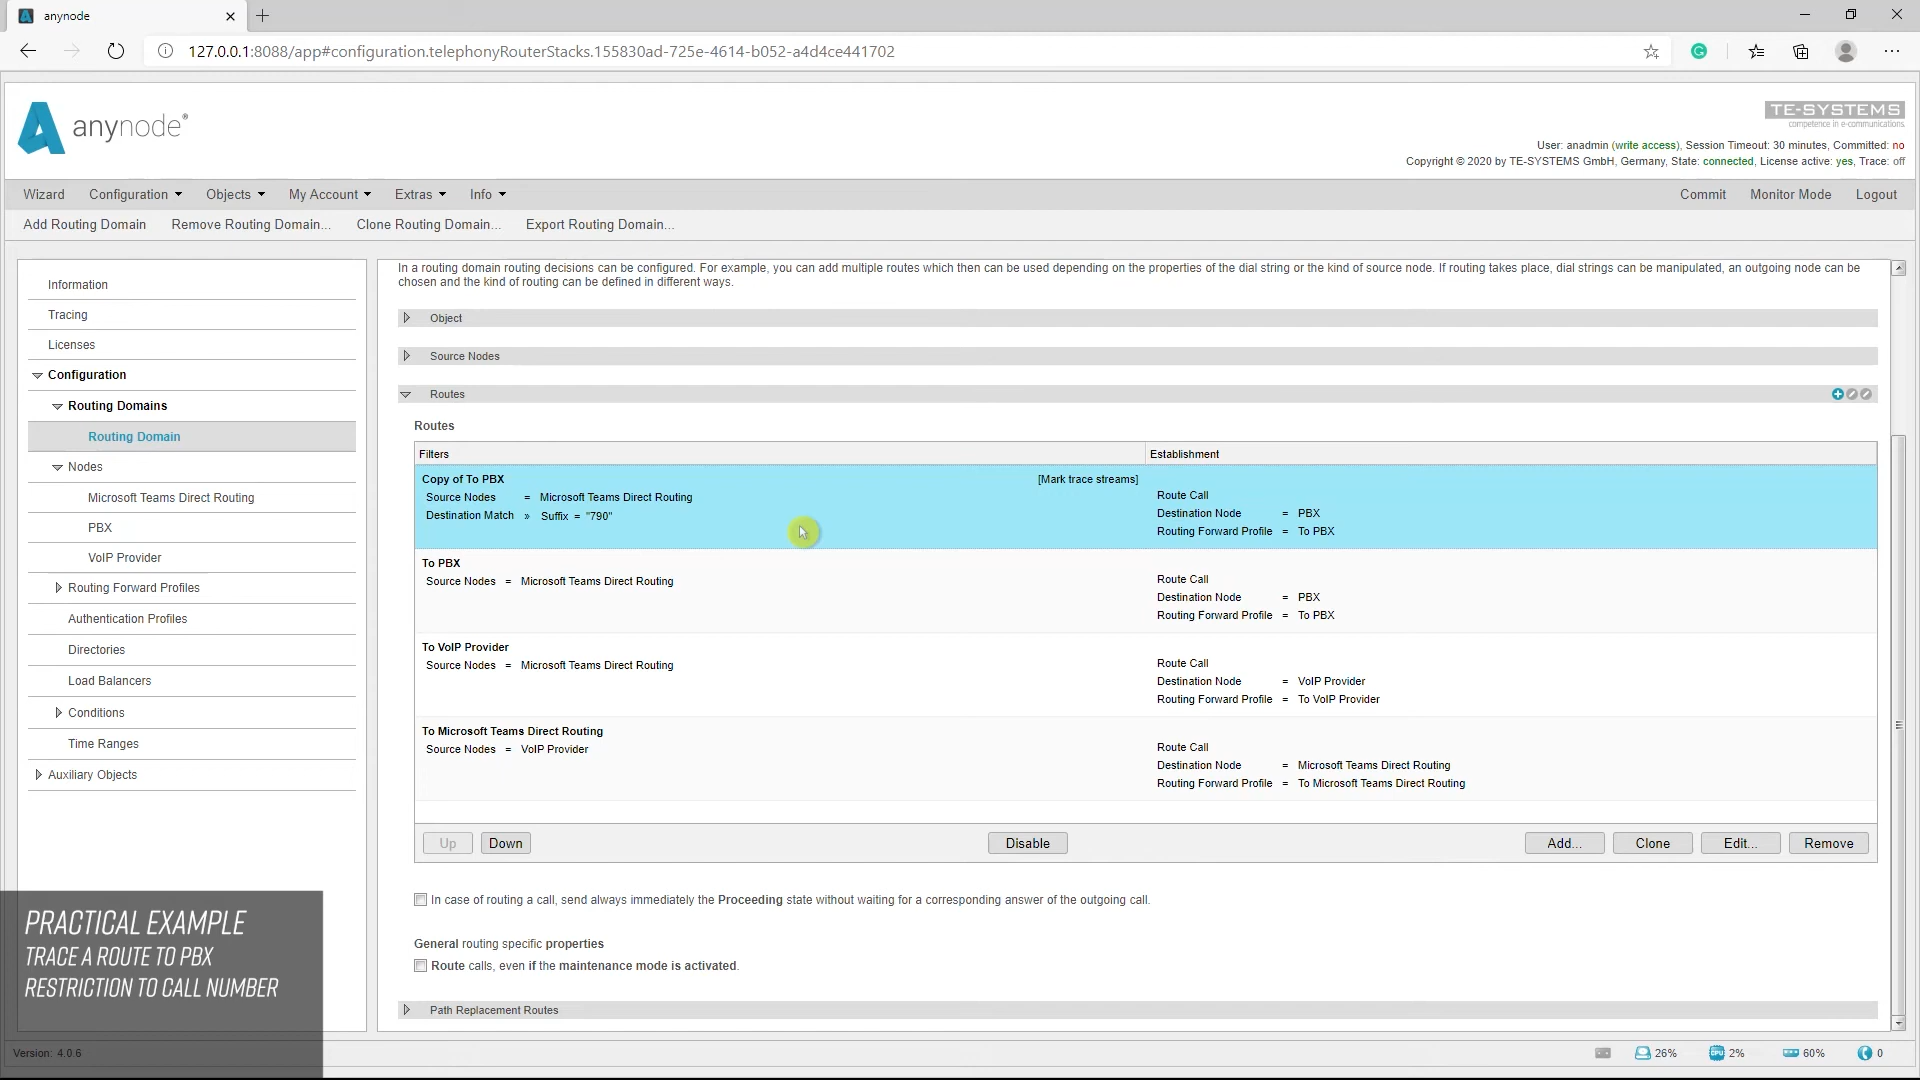 anynode
127.0.0.1:8088/app#configuration.telephonyRouterStacks.155830ad-725e-4614-b052-a4d4ce441702
anynode®
TE-SYSTEMS
competence in e-communications.
User: anadmin (write access), Session Timeout: 30 minutes, Committed: no
Copyright © 2020 by TE-SYSTEMS GmbH, Germany, State: connected, License active: yes, Trace: off
Wizard Configuration Objects My Account Extras Info Commit Monitor Mode Logout
Add Routing Domain Remove Routing Domain... Clone Routing Domain... Export Routing Domain...
Information
Tracing
Licenses
Configuration
Routing Domains
Routing Domain
Nodes
Microsoft Teams Direct Routing
PBX
VoIP Provider
Routing Forward Profiles
Authentication Profiles
Directories
Load Balancers
Conditions
Time Ranges
Auxiliary Objects
In a routing domain routing decisions can be configured. For example, you can add multiple routes which then can be used depending on the properties of the dial string or the kind of source node. If routing takes place, dial strings can be manipulated, an outgoing node can be
chosen and the kind of routing can be defined in different ways.
Object
Source Nodes
Routes
Routes
Filters Establishment
Copy of To PBX [Mark trace streams]
Source Nodes = Microsoft Teams Direct Routing
Destination Match » Suffix = "790"
Route Call
Destination Node = PBX
Routing Forward Profile = To PBX
To PBX
Source Nodes = Microsoft Teams Direct Routing
Route Call
Destination Node = PBX
Routing Forward Profile = To PBX
To VoIP Provider
Source Nodes = Microsoft Teams Direct Routing
Route Call
Destination Node = VoIP Provider
Routing Forward Profile = To VoIP Provider
To Microsoft Teams Direct Routing
Source Nodes = VoIP Provider
Route Call
Destination Node = Microsoft Teams Direct Routing
Routing Forward Profile = To Microsoft Teams Direct Routing
Up Down Disable Add... Clone Edit... Remove
In case of routing a call, send always immediately the Proceeding state without waiting for a corresponding answer of the outgoing call.
General routing specific properties
Route calls, even if the maintenance mode is activated.
Path Replacement Routes
PRACTICAL EXAMPLE
TRACE A ROUTE TO PBX
RESTRICTION TO CALL NUMBER
Version: 4.0.6
26% CPU 2% 60% 0